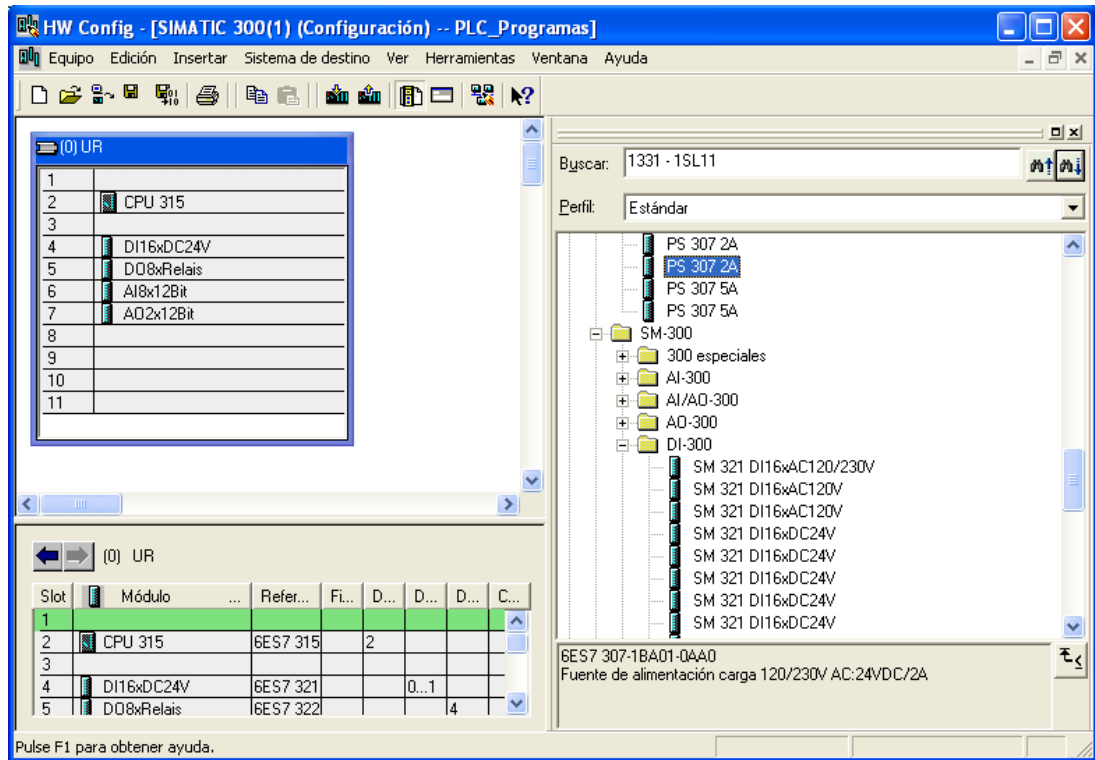 HW Config - [SIMATIC 300(1) (Configuración) -- PLC_Programas]
Equipo Edición Insertar Sistema de destino Ver Herramientas Ventana Ayuda
(0) UR
1
2 CPU 315
3
4 DI16xDC24V
5 DO8xRelais
6 AI8x12Bit
7 AO2x12Bit
8
9
10
11
Buscar: 1331 - 1SL11
Perfil: Estándar
PS 307 2A
PS 307 2A
PS 307 5A
PS 307 5A
SM-300
300 especiales
AI-300
AI/AO-300
AO-300
DI-300
SM 321 DI16xAC120/230V
SM 321 DI16xAC120V
SM 321 DI16xAC120V
SM 321 DI16xDC24V
SM 321 DI16xDC24V
SM 321 DI16xDC24V
SM 321 DI16xDC24V
SM 321 DI16xDC24V
6ES7 307-1BA01-0AA0
Fuente de alimentación carga 120/230V AC:24VDC/2A
(0) UR
Slot Módulo ... Refer... Fi... D... D... D... C...
1
2 CPU 315 6ES7 315 2
3
4 DI16xDC24V 6ES7 321 0...1
5 DO8xRelais 6ES7 322 4
Pulse F1 para obtener ayuda.